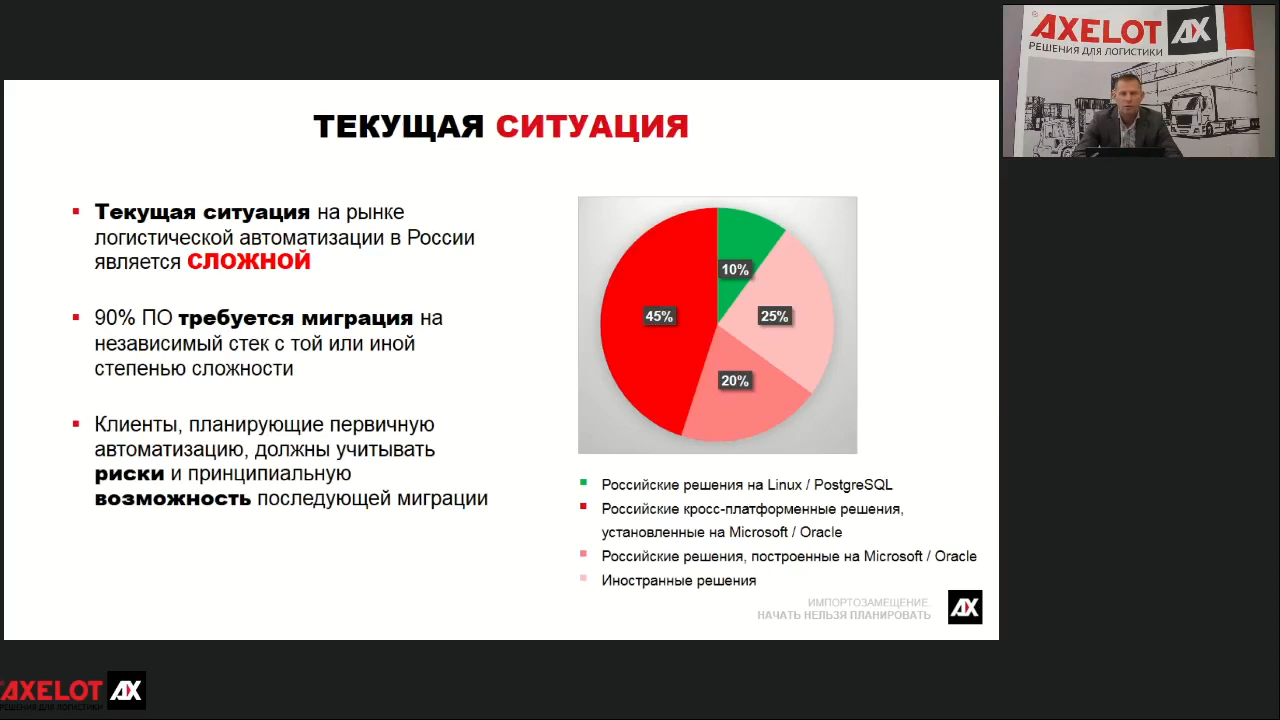 AXELOT AX
РЕШЕНИЯ ДЛЯ ЛОГИСТИКИ
ТЕКУЩАЯ СИТУАЦИЯ
Текущая ситуация на рынке
логистической автоматизации в России
является СЛОЖНОЙ
90% ПО требуется миграция на
независимый стек с той или иной
степенью сложности
Клиенты, планирующие первичную
автоматизацию, должны учитывать
риски и принципиальную
возможность последующей миграции
10%
45%
25%
20%
Российские решения на Linux / PostgreSQL
Российские кросс-платформенные решения,
установленные на Microsoft / Oracle
Российские решения, построенные на Microsoft / Oracle
Иностранные решения
ИМПОРТОЗАМЕЩЕНИЕ.
НАЧАТЬ НЕЛЬЗЯ ПЛАНИРОВАТЬ
AX
AXELOT AX
РЕШЕНИЯ ДЛЯ ЛОГИСТИКИ